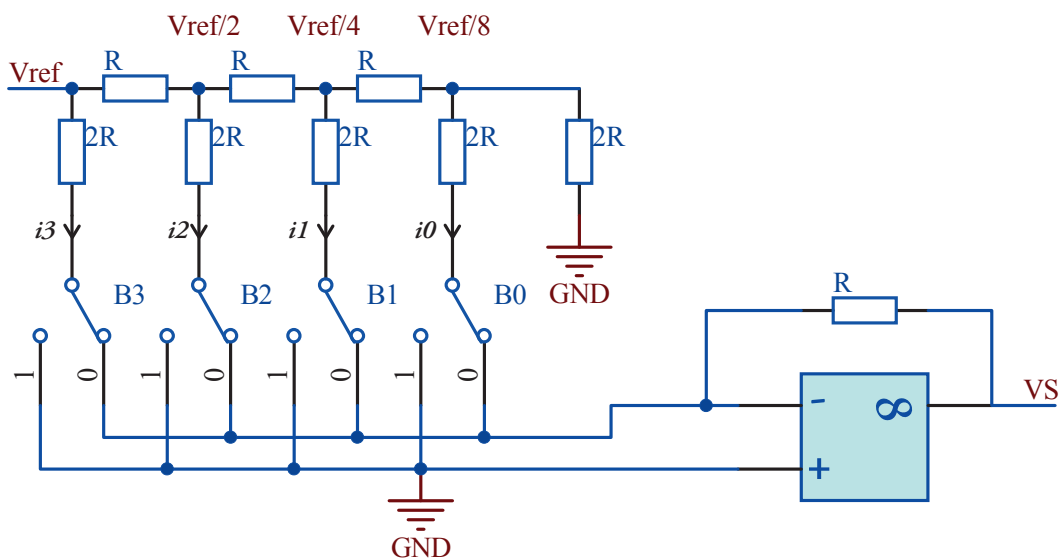 Vref/2 Vref/4 Vref/8
Vref R R R
2R 2R 2R 2R 2R
i3 i2 i1 i0
B3 B2 B1 B0 GND
R
1 0 1 0 1 0 1 0
- ∞ VS
+
GND